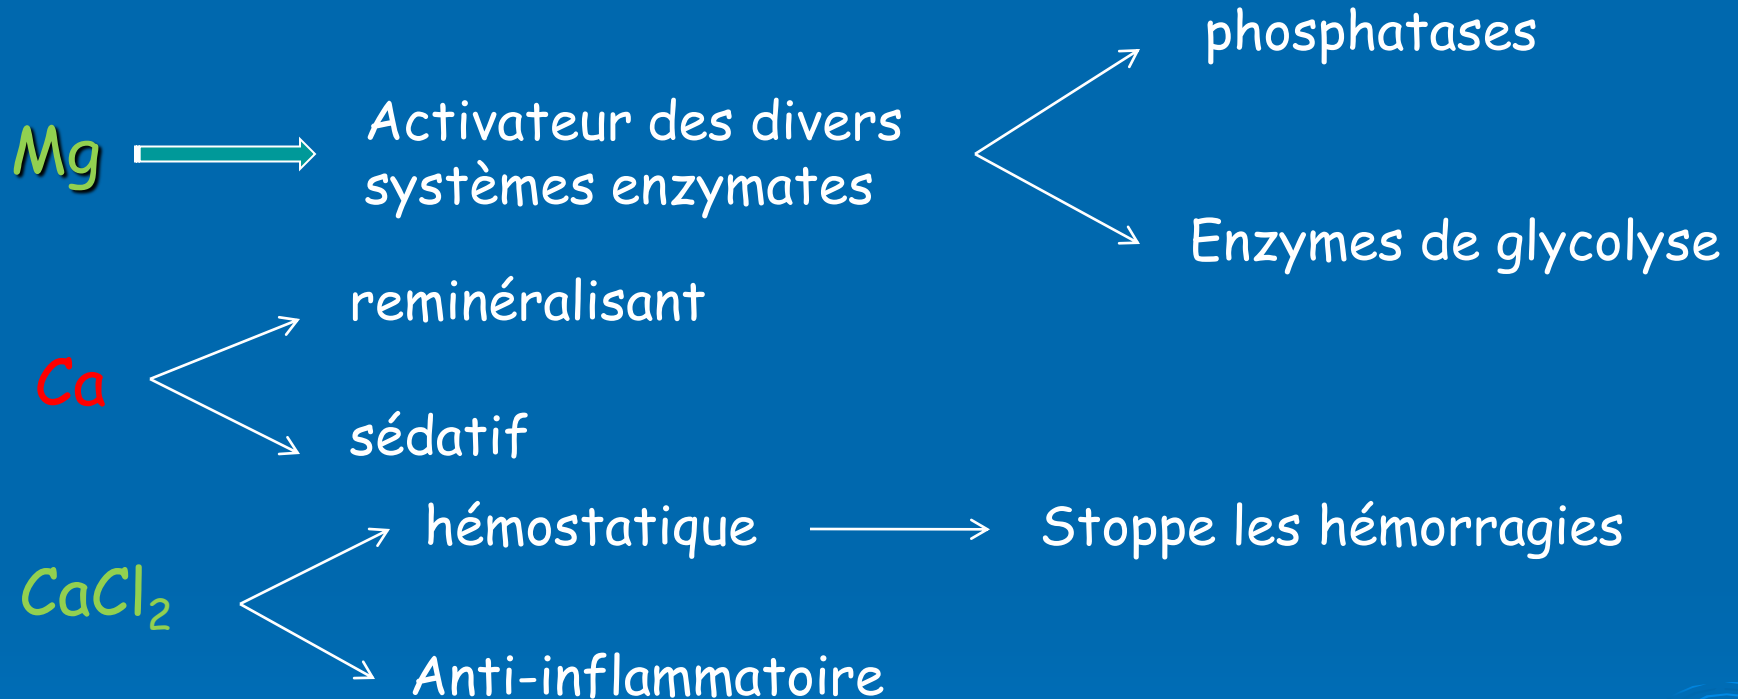 phosphatases
Mg
Activateur des divers
systèmes enzymates
Enzymes de glycolyse
reminéralisant
Ca
sédatif
hémostatique
Stoppe les hémorragies
CaCl₂
Anti-inflammatoire